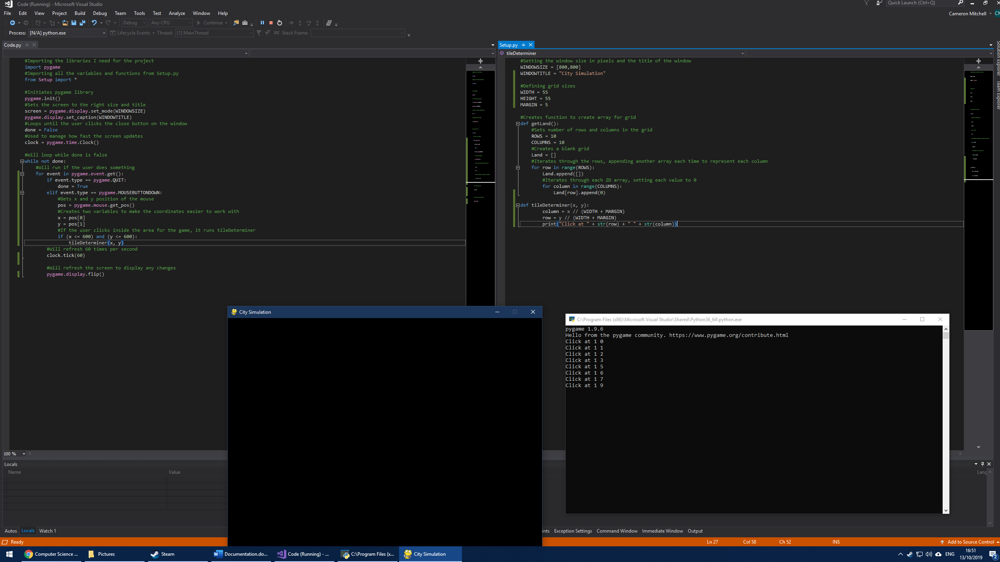 Code (Running) - Microsoft Visual Studio
Quick Launch (Ctrl+Q)
File Edit View Project Build Debug Team Tools Test Analyze Window Help
Cameron Mitchell
CM
Debug Any CPU Continue
Process: [N/A] python.exe Lifecycle Events Thread: [1] MainThread Stack Frame:
Code.py
#Importing the libraries I need for the project
import pygame
#Importing all the variables and functions from Setup.py
from Setup import *
#Initiates pygame library
pygame.init()
#Sets the screen to the right size and title
screen = pygame.display.set_mode(WINDOWSIZE)
pygame.display.set_caption(WINDOWTITLE)
#Loops until the user clicks the close button on the window
done = False
#Used to manage how fast the screen updates
clock = pygame.time.Clock()
#Will loop while done is false
while not done:
#Will run if the user does something
for event in pygame.event.get():
if event.type == pygame.QUIT:
done = True
elif event.type == pygame.MOUSEBUTTONDOWN:
#Gets x and y position of the mouse
pos = pygame.mouse.get_pos()
#Creates two variables to make the coordinates easier to work with
x = pos[0]
y = pos[1]
#If the user clicks inside the area for the game, it runs tileDeterminer
if (x <= 600) and (y <= 600):
tileDeterminer(x, y)
#Will refresh 60 times per second
clock.tick(60)
#Will refresh the screen to display any changes
pygame.display.flip()
Setup.py
tileDeterminer
#Setting the window size in pixels and the title of the window
WINDOWSIZE = [800,800]
WINDOWTITLE = "City Simulation"
#Defining grid sizes
WIDTH = 55
HEIGHT = 55
MARGIN = 5
#Creates function to create array for grid
def getLand():
#Sets number of rows and columns in the grid
ROWS = 10
COLUMNS = 10
#Creates a blank grid
Land = []
#Iterates through the rows, appending another array each time to represent each column
for row in range(ROWS):
Land.append([])
#Iterates through each 2D array, setting each value to 0
for column in range(COLUMNS):
Land[row].append(0)
def tileDeterminer(x, y):
column = x // (WIDTH + MARGIN)
row = y // (WIDTH + MARGIN)
print("Click at " + str(row) + " " + str(column))
Solution Explorer
Team Explorer
City Simulation
C:\Program Files (x86)\Microsoft Visual Studio\Shared\Python36_64\python.exe
pygame 1.9.6
Hello from the pygame community. https://www.pygame.org/contribute.html
Click at 1 0
Click at 1 1
Click at 1 2
Click at 1 3
Click at 1 5
Click at 1 6
Click at 1 7
Click at 1 9
100 %
Locals
Name Value
Lang
Autos Locals Watch 1
ints Exception Settings Command Window Immediate Window Output
Ready
Ln 27 Col 58 Ch 52 INS Add to Source Control
Computer Science ... Pictures Steam Documentation.do... Code (Running) - ... C:\Program Files (x... City Simulation
ENG
16:51
13/10/2019
2